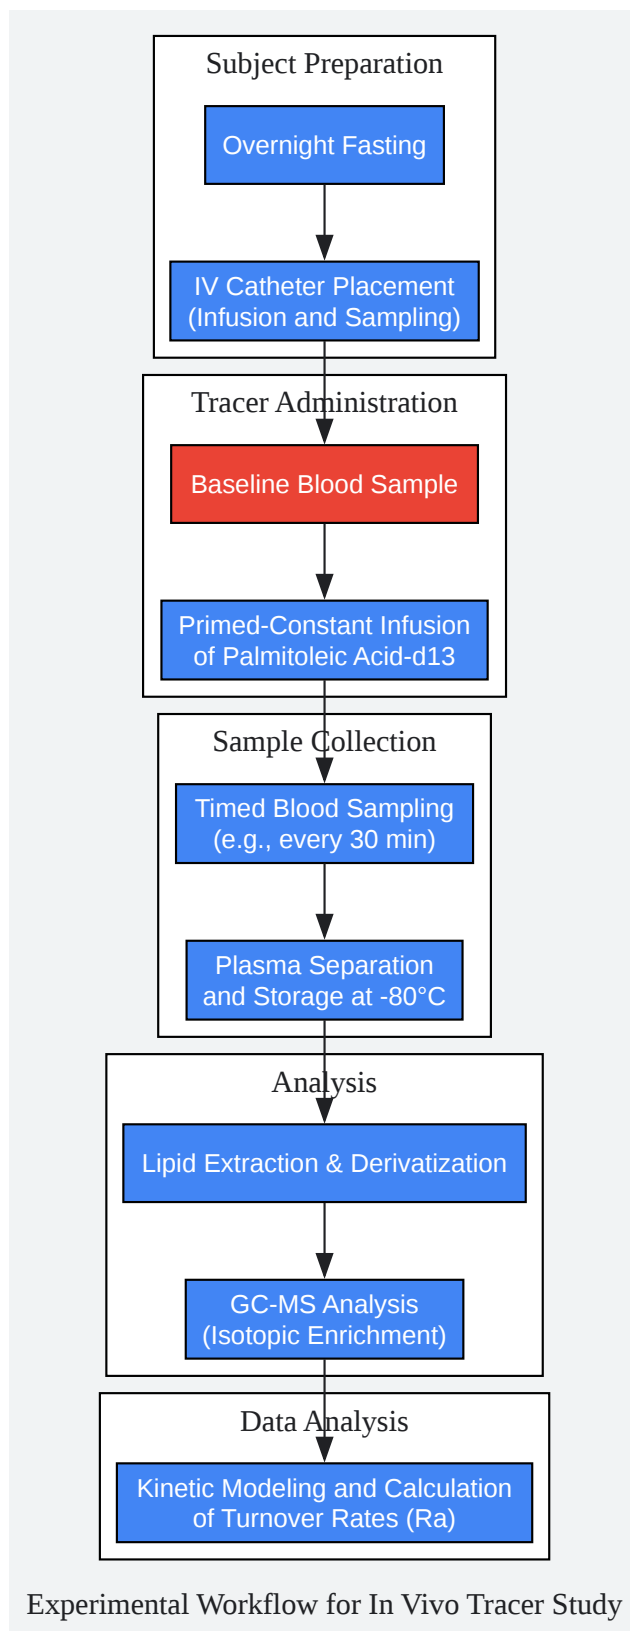 Subject Preparation
Overnight Fasting
IV Catheter Placement
(Infusion and Sampling)
Tracer Administration
Baseline Blood Sample
Primed-Constant Infusion
of Palmitoleic Acid-d13
Sample Collection
Timed Blood Sampling
(e.g., every 30 min)
Plasma Separation
and Storage at -80°C
Analysis
Lipid Extraction & Derivatization
GC-MS Analysis
(Isotopic Enrichment)
Data Analysis
Kinetic Modeling and Calculation
of Turnover Rates (Ra)
Experimental Workflow for In Vivo Tracer Study